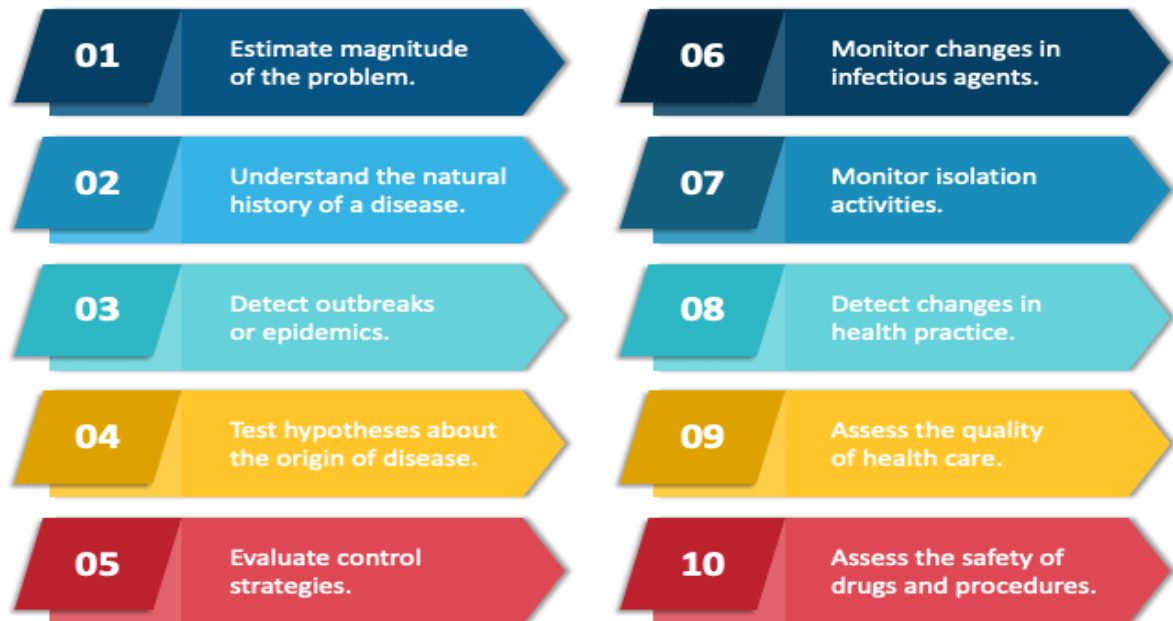 01
Estimate magnitude
of the problem.
02
Understand the natural
history of a disease.
03
Detect outbreaks
or epidemics.
04
Test hypotheses about
the origin of disease.
05
Evaluate control
strategies.
06
Monitor changes in
infectious agents.
07
Monitor isolation
activities.
08
Detect changes in
health practice.
09
Assess the quality
of health care.
10
Assess the safety of
drugs and procedures.